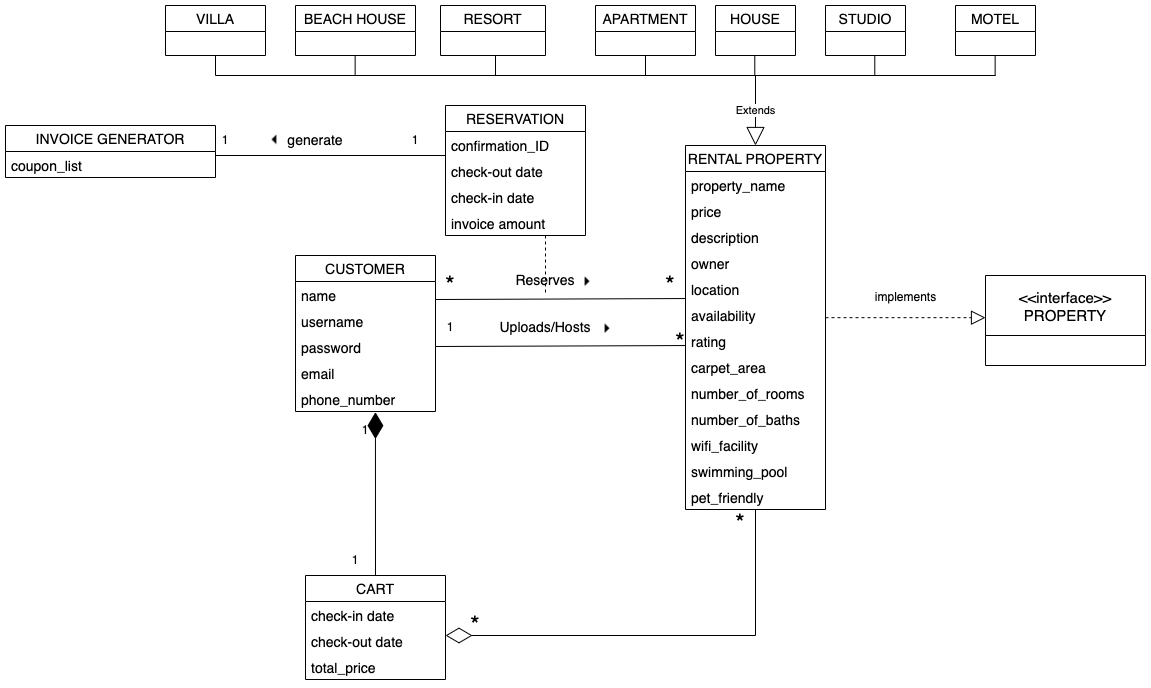 VILLA
BEACH HOUSE
RESORT
APARTMENT
HOUSE
STUDIO
MOTEL
Extends
INVOICE GENERATOR
coupon_list
1
generate
1
RESERVATION
confirmation_ID
check-out date
check-in date
invoice amount
RENTAL PROPERTY
property_name
price
description
owner
location
availability
rating
carpet_area
number_of_rooms
number_of_baths
wifi_facility
swimming_pool
pet_friendly
*
implements
<<interface>>
PROPERTY
CUSTOMER
name
username
password
email
phone_number
*
Reserves
*
1
Uploads/Hosts
*
1
1
CART
check-in date
check-out date
total_price
*